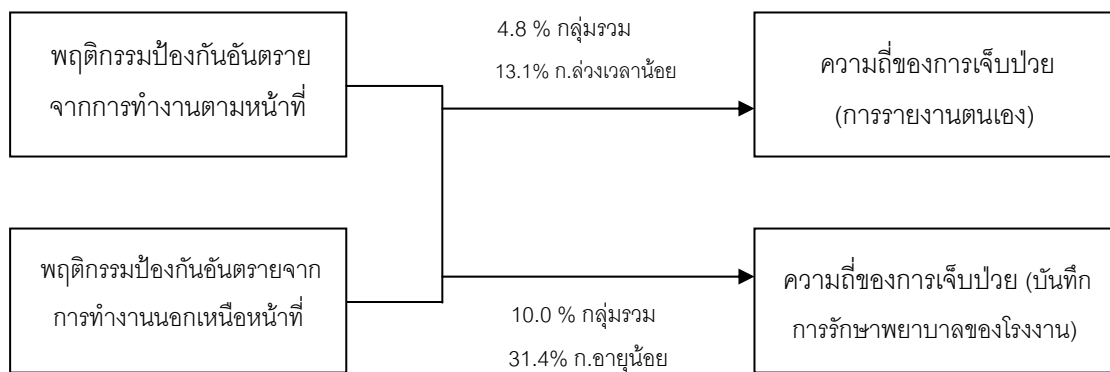 พฤติกรรมป้องกันอันตราย
จากการทำงานตามหน้าที่
4.8 % กลุ่มรวม
13.1% ก.ล่วงเวลาน้อย
ความถี่ของการเจ็บป่วย
(การรายงานตนเอง)
พฤติกรรมป้องกันอันตรายจาก
การทำงานนอกเหนือหน้าที่
10.0 % กลุ่มรวม
31.4% ก.อายุน้อย
ความถี่ของการเจ็บป่วย (บันทึก
การรักษาพยาบาลของโรงงาน)